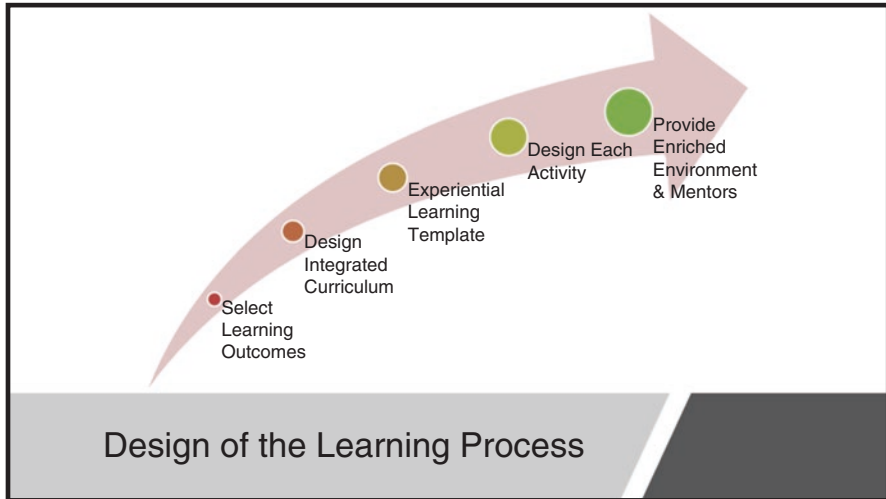 Select
Learning
Outcomes
Design
Integrated
Curriculum
Experiential
Learning
Template
Design Each
Activity
Provide
Enriched
Environment
& Mentors
Design of the Learning Process